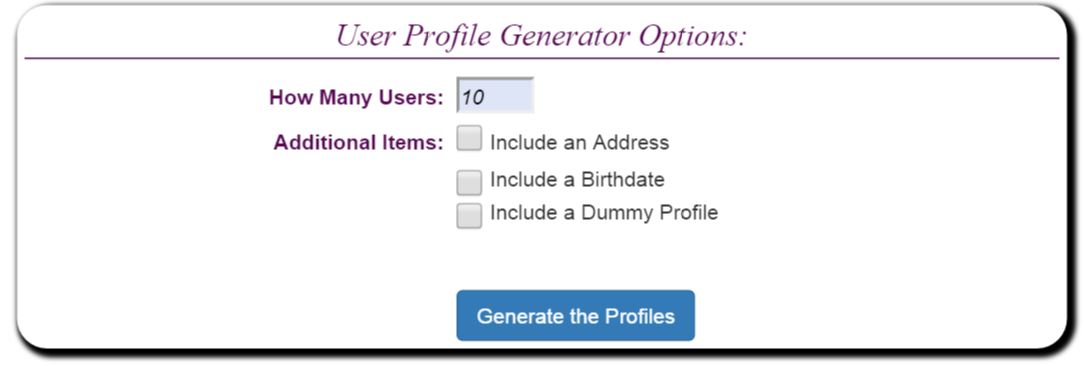 User Profile Generator Options:
How Many Users: 10
Additional Items: Include an Address
Include a Birthdate
Include a Dummy Profile
Generate the Profiles